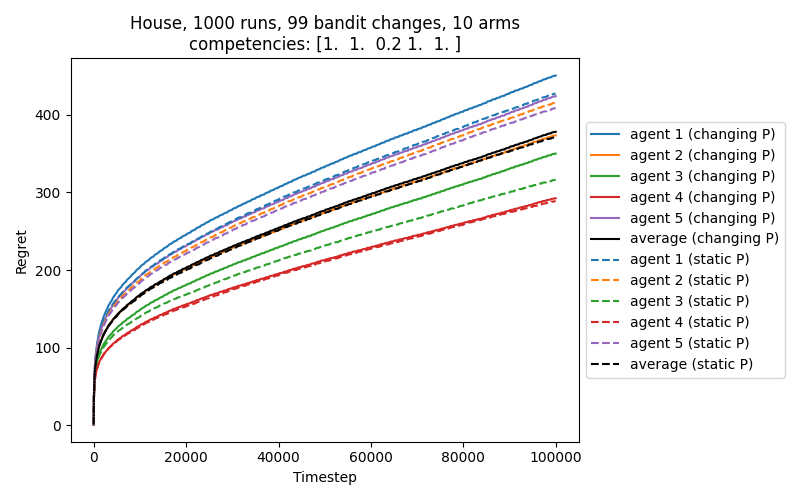 House, 1000 runs, 99 bandit changes, 10 arms
competencies: [1.  1.  0.2 1.  1. ]
Regret
400
300
200
100
0
0 20000 40000 60000 80000 100000
Timestep
agent 1 (changing P)
agent 2 (changing P)
agent 3 (changing P)
agent 4 (changing P)
agent 5 (changing P)
average (changing P)
agent 1 (static P)
agent 2 (static P)
agent 3 (static P)
agent 4 (static P)
agent 5 (static P)
average (static P)